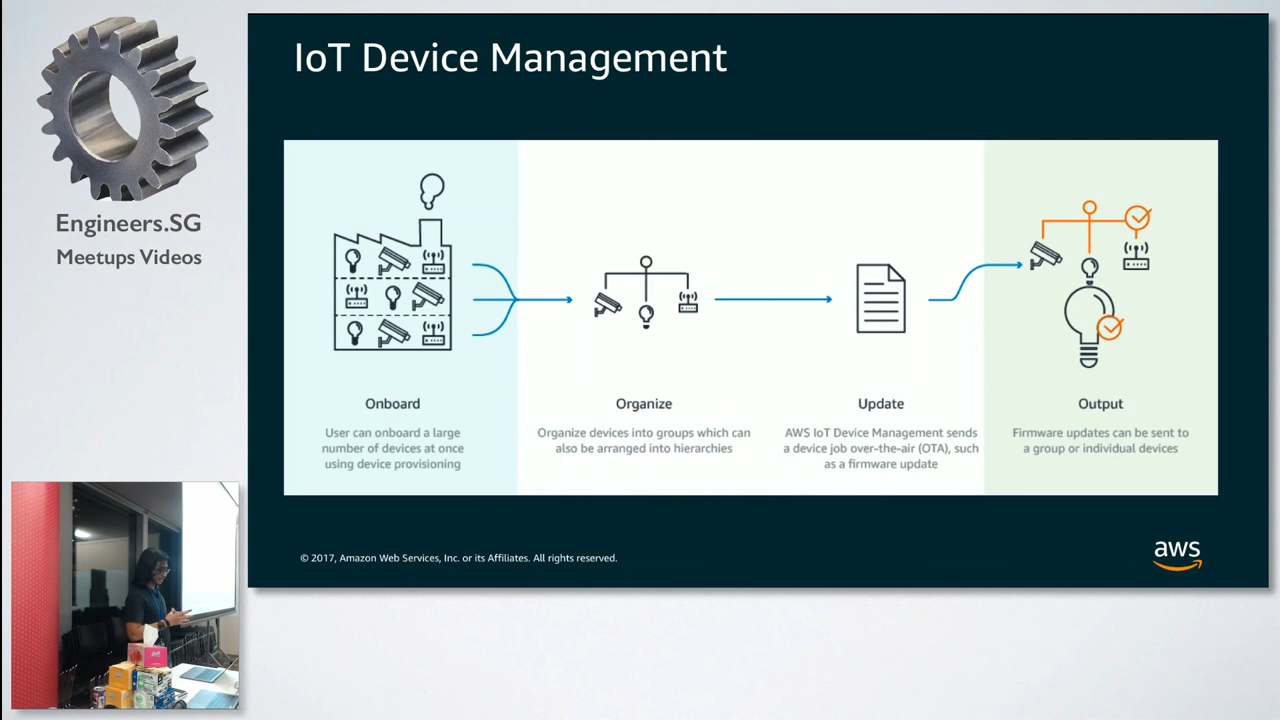 Engineers.SG
Meetups Videos
IoT Device Management
Onboard
User can onboard a large
number of devices at once
using device provisioning
Organize
Organize devices into groups which can
also be arranged into hierarchies
Update
AWS IoT Device Management sends
a device job over-the-air (OTA), such
as a firmware update
Output
Firmware updates can be sent to
a group or individual devices
© 2017, Amazon Web Services, Inc. or its Affiliates. All rights reserved.
aws